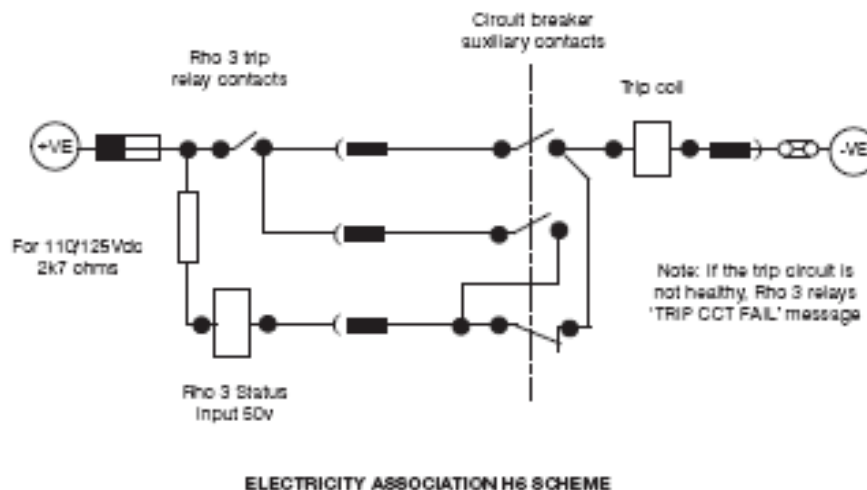 Circuit breaker
auxiliary contacts
Rho 3 trip
relay contacts
Trip coil
+VE
-VE
For 110/125Vdc
2k7 ohms
Note: If the trip circuit is
not healthy, Rho 3 relays
'TRIP CCT FAIL' message
Rho 3 Status
Input 50v
ELECTRICITY ASSOCIATION H6 SCHEME